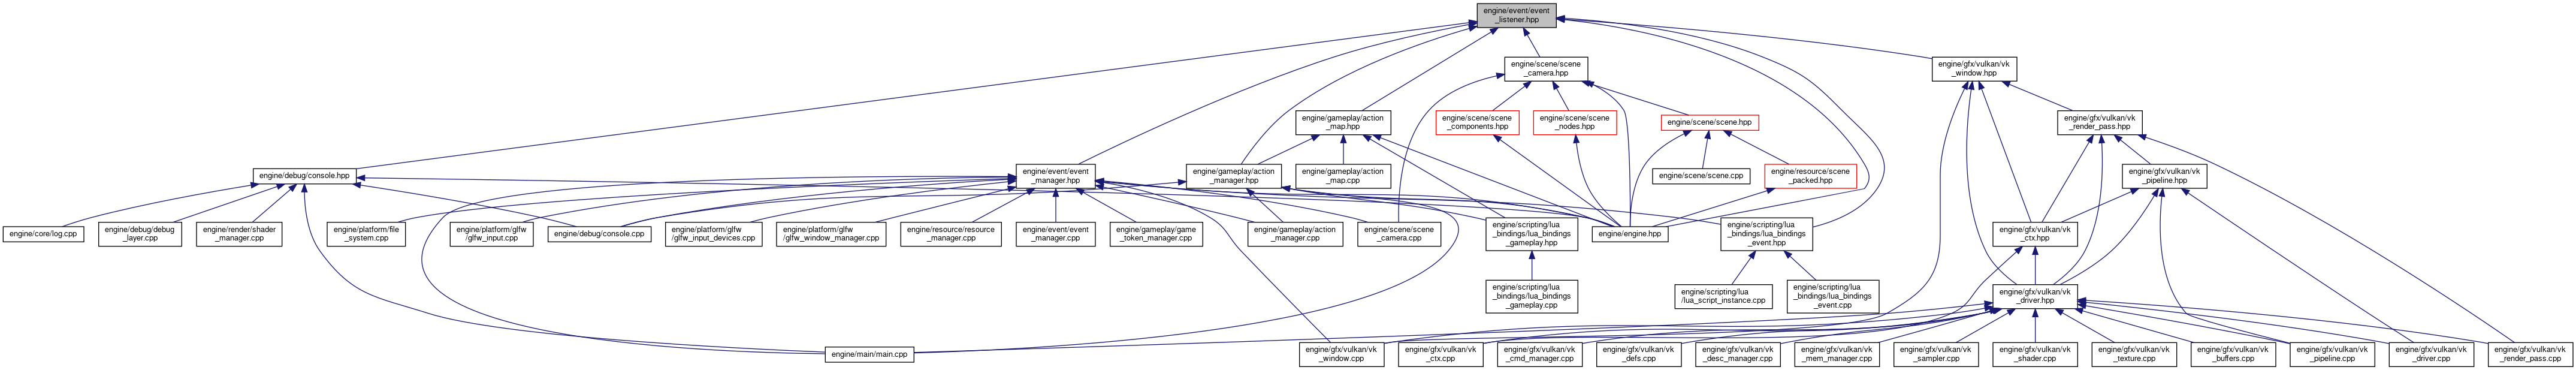 engine/event/event
_listener.hpp
engine/scene/scene
_camera.hpp
engine/gfx/vulkan/vk
_window.hpp
engine/gameplay/action
_map.hpp
engine/scene/scene
_components.hpp
engine/scene/scene
_nodes.hpp
engine/scene/scene.hpp
engine/gfx/vulkan/vk
_render_pass.hpp
engine/debug/console.hpp
engine/event/event
_manager.hpp
engine/gameplay/action
_manager.hpp
engine/gameplay/action
_map.cpp
engine/scene/scene.cpp
engine/resource/scene
_packed.hpp
engine/gfx/vulkan/vk
_pipeline.hpp
engine/core/log.cpp
engine/debug/debug
_layer.cpp
engine/render/shader
_manager.cpp
engine/platform/file
_system.cpp
engine/platform/glfw
/glfw_input.cpp
engine/debug/console.cpp
engine/platform/glfw
/glfw_input_devices.cpp
engine/platform/glfw
/glfw_window_manager.cpp
engine/resource/resource
_manager.cpp
engine/event/event
_manager.cpp
engine/gameplay/game
_token_manager.cpp
engine/gameplay/action
_manager.cpp
engine/scene/scene
_camera.cpp
engine/scripting/lua
_bindings/lua_bindings
_gameplay.hpp
engine/engine.hpp
engine/scripting/lua
_bindings/lua_bindings
_event.hpp
engine/gfx/vulkan/vk
_ctx.hpp
engine/scripting/lua
_bindings/lua_bindings
_gameplay.cpp
engine/scripting/lua
/lua_script_instance.cpp
engine/scripting/lua
_bindings/lua_bindings
_event.cpp
engine/gfx/vulkan/vk
_driver.hpp
engine/main/main.cpp
engine/gfx/vulkan/vk
_window.cpp
engine/gfx/vulkan/vk
_ctx.cpp
engine/gfx/vulkan/vk
_cmd_manager.cpp
engine/gfx/vulkan/vk
_defs.cpp
engine/gfx/vulkan/vk
_desc_manager.cpp
engine/gfx/vulkan/vk
_mem_manager.cpp
engine/gfx/vulkan/vk
_sampler.cpp
engine/gfx/vulkan/vk
_shader.cpp
engine/gfx/vulkan/vk
_texture.cpp
engine/gfx/vulkan/vk
_buffers.cpp
engine/gfx/vulkan/vk
_pipeline.cpp
engine/gfx/vulkan/vk
_driver.cpp
engine/gfx/vulkan/vk
_render_pass.cpp